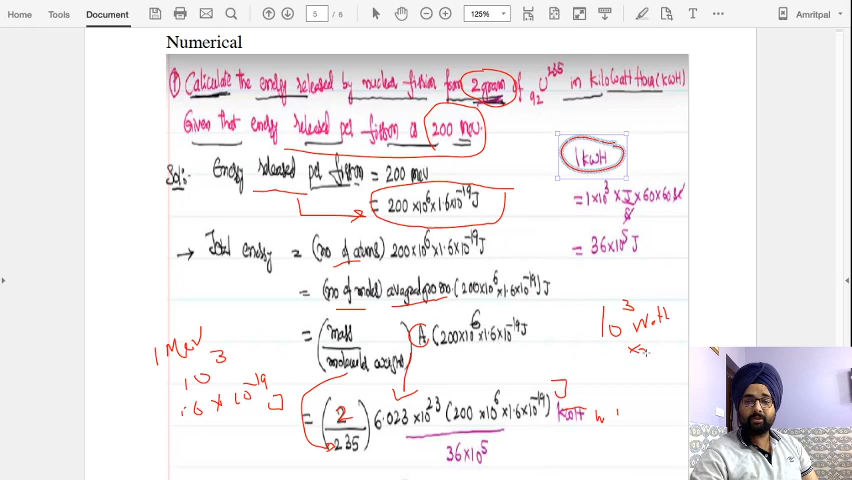 Home Tools Document 5 / 6 125% Amritpal
Numerical
Calculate the energy released by nuclear fission from 2 gram of 92 U 235 in Kilowatt hour (kWH)
Given that energy released per fission is 200 mev.
Sol:- Energy released per fission = 200 mev
1 kWH
= 200 x 10^6 x 1.6 x 10^-19 J
= 1 x 10^3 x J/s x 60 x 60 s
→ Total energy = (no of atoms) 200 x 10^6 x 1.6 x 10^-19 J
= 36 x 10^5 J
= (no of moles) avagadro no. (200 x 10^6 x 1.6 x 10^-19) J
= (mass / molecular weight) A (200 x 10^6 x 1.6 x 10^-19 J
10^3 Watt
1 Mev
10^3
1.6 x 10^-19 J
J
= (2 / 235) 6.023 x 10^23 (200 x 10^6 x 1.6 x 10^-19) kWH
36 x 10^5